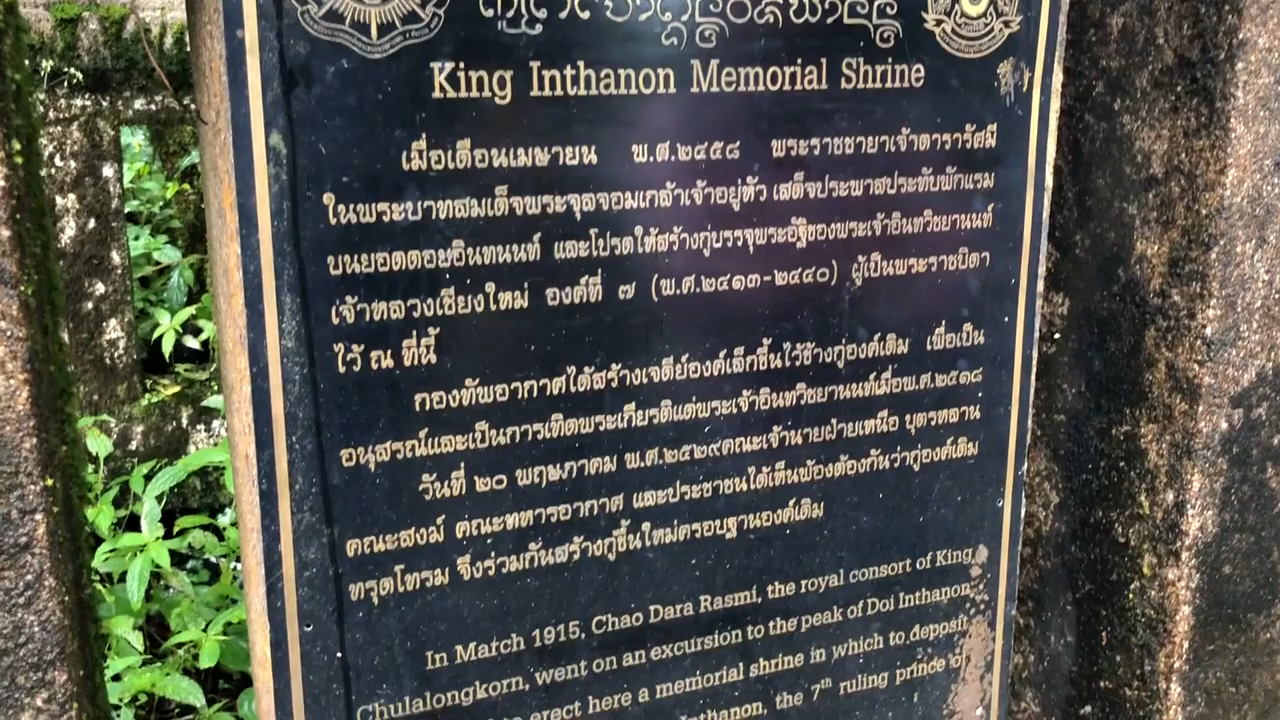 King Inthanon Memorial Shrine
เมื่อเดือนเมษายน พ.ศ.๒๔๕๘ พระราชชายาเจ้าดารารัศมี
ในพระบาทสมเด็จพระจุลจอมเกล้าเจ้าอยู่หัว เสด็จประพาสประทับพักแรม
บนยอดดอยอินทนนท์ และโปรดให้สร้างกู่บรรจุพระอัฐิของพระเจ้าอินทวิชยานนท์
เจ้าหลวงเชียงใหม่ องค์ที่ ๗ (พ.ศ.๒๔๑๓-๒๔๔๐) ผู้เป็นพระราชบิดา
ไว้ ณ ที่นี้
กองทัพอากาศได้สร้างเจดีย์องค์เล็กขึ้นไว้ข้างกู่องค์เดิม เพื่อเป็น
อนุสรณ์และเป็นการเทิดพระเกียรติแด่พระเจ้าอินทวิชยานนท์เมื่อพ.ศ.๒๕๑๘
วันที่ ๒๐ พฤษภาคม พ.ศ.๒๕๒๙คณะเจ้านายฝ่ายเหนือ บุตรหลาน
คณะสงฆ์ คณะทหารอากาศ และประชาชนได้เห็นพ้องต้องกันว่ากู่องค์เดิม
ทรุดโทรม จึงร่วมกันสร้างกู่ขึ้นใหม่ครอบฐานองค์เดิม
In March 1915, Chao Dara Rasmi, the royal consort of King
Chulalongkorn, went on an excursion to the peak of Doi Inthanon
erect here a memorial shrine in which to deposit
Inthanon, the 7th ruling prince of